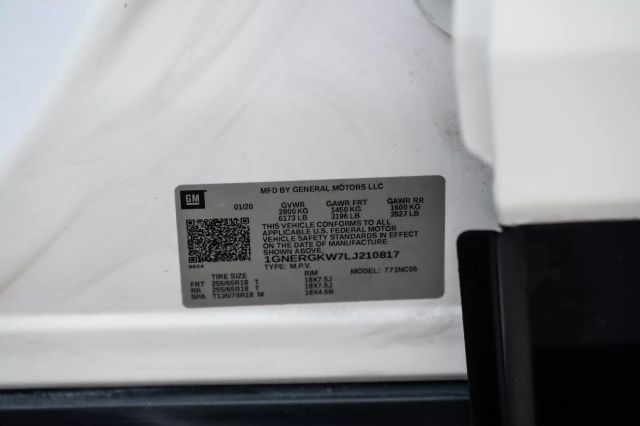 GM
MFD BY GENERAL MOTORS LLC
01/20 GVWR GAWR FRT GAWR RR
2800 KG 1450 KG 1600 KG
6173 LB 3196 LB 3527 LB
THIS VEHICLE CONFORMS TO ALL
APPLICABLE U.S. FEDERAL MOTOR
VEHICLE SAFETY STANDARDS IN EFFECT
ON THE DATE OF MANUFACTURE
1GNERGKW7LJ210817
TYPE: M.P.V. MODEL: 771NC56
TIRE SIZE RIM
FRT 255/65R18 T 18X7.5J
RR 255/65R18 T 18X7.5J
SPA T135/70R18 M 18X4.5B